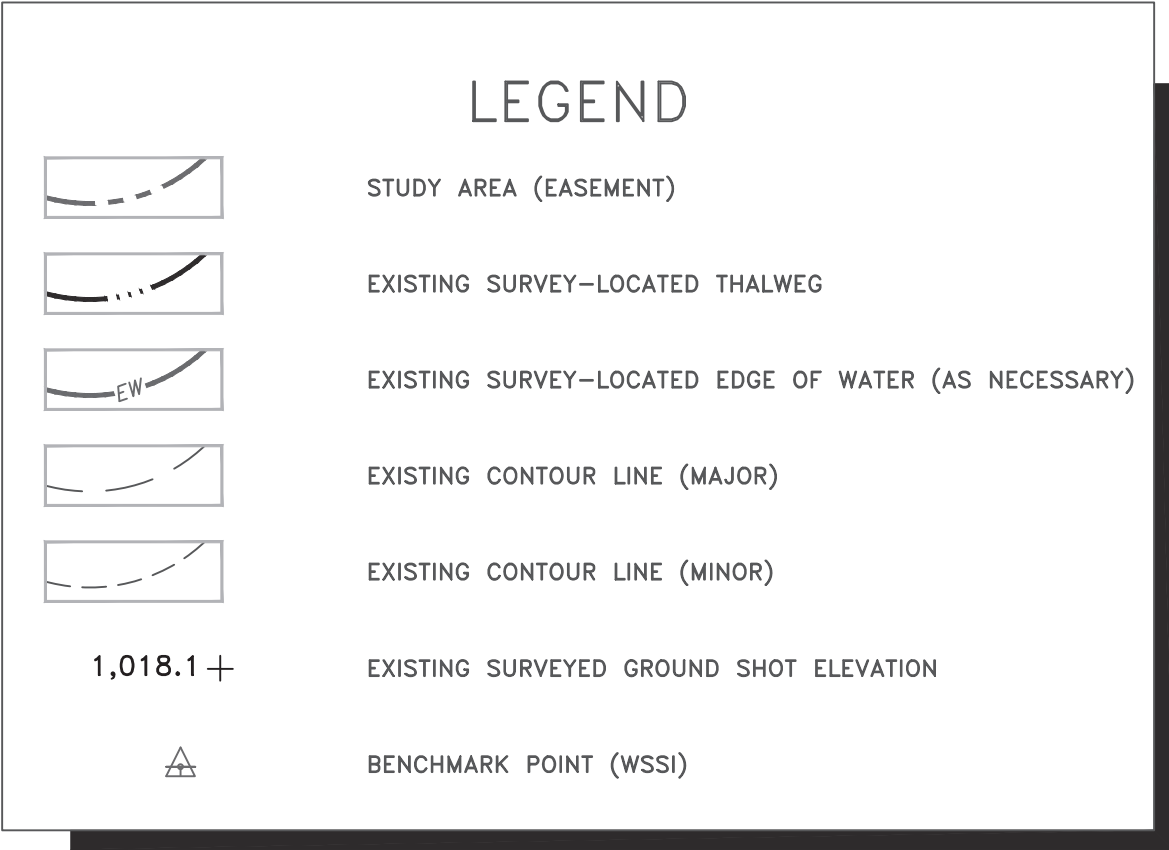 LEGEND
STUDY AREA (EASEMENT)
EXISTING SURVEY-LOCATED THALWEG
EW
EXISTING SURVEY-LOCATED EDGE OF WATER (AS NECESSARY)
EXISTING CONTOUR LINE (MAJOR)
EXISTING CONTOUR LINE (MINOR)
1,018.1 EXISTING SURVEYED GROUND SHOT ELEVATION
BENCHMARK POINT (WSSI)